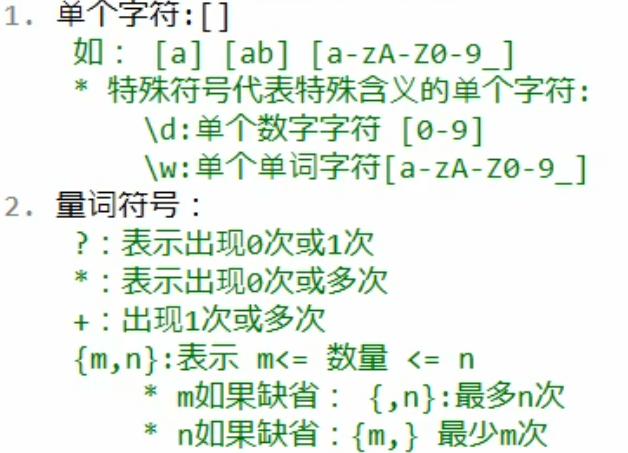 1. 单个字符:[]
如： [a] [ab] [a-zA-Z0-9_]
* 特殊符号代表特殊含义的单个字符:
\d:单个数字字符 [0-9]
\w:单个单词字符[a-zA-Z0-9_]
2. 量词符号：
?：表示出现0次或1次
*：表示出现0次或多次
+：出现1次或多次
{m,n}:表示 m<= 数量 <= n
* m如果缺省： {,n}:最多n次
* n如果缺省：{m,} 最少m次